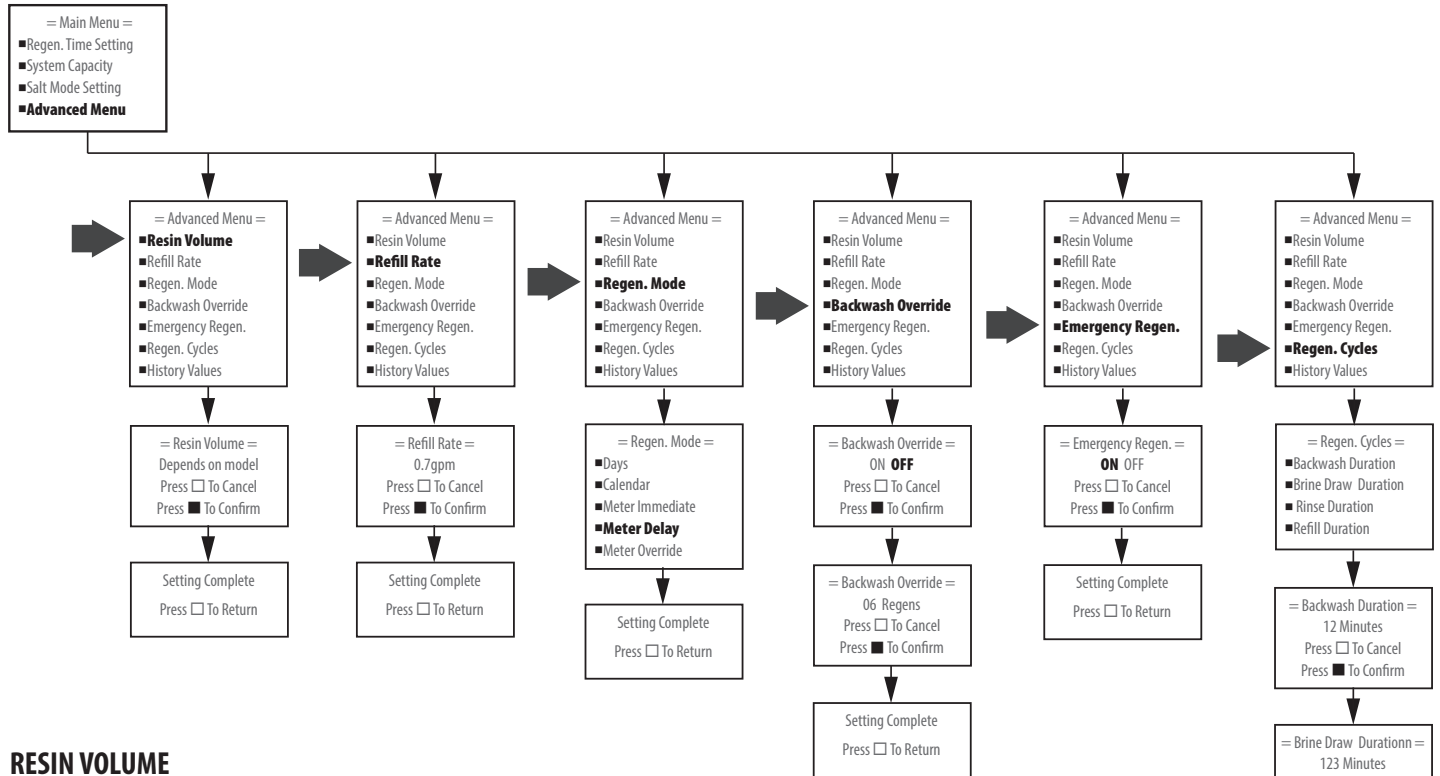 = Main Menu =
■Regen. Time Setting
■System Capacity
■Salt Mode Setting
■Advanced Menu
= Advanced Menu =
■Resin Volume
■Refill Rate
■Regen. Mode
■Backwash Override
■Emergency Regen.
■Regen. Cycles
■History Values
= Resin Volume =
Depends on model
Press □ To Cancel
Press ■ To Confirm
Setting Complete
Press □ To Return
= Advanced Menu =
■Resin Volume
■Refill Rate
■Regen. Mode
■Backwash Override
■Emergency Regen.
■Regen. Cycles
■History Values
= Refill Rate =
0.7gpm
Press □ To Cancel
Press ■ To Confirm
Setting Complete
Press □ To Return
= Advanced Menu =
■Resin Volume
■Refill Rate
■Regen. Mode
■Backwash Override
■Emergency Regen.
■Regen. Cycles
■History Values
= Regen. Mode =
■Days
■Calendar
■Meter Immediate
■Meter Delay
■Meter Override
Setting Complete
Press □ To Return
= Advanced Menu =
■Resin Volume
■Refill Rate
■Regen. Mode
■Backwash Override
■Emergency Regen.
■Regen. Cycles
■History Values
= Backwash Override =
ON OFF
Press □ To Cancel
Press ■ To Confirm
= Backwash Override =
06 Regens
Press □ To Cancel
Press ■ To Confirm
Setting Complete
Press □ To Return
= Advanced Menu =
■Resin Volume
■Refill Rate
■Regen. Mode
■Backwash Override
■Emergency Regen.
■Regen. Cycles
■History Values
= Emergency Regen. =
ON OFF
Press □ To Cancel
Press ■ To Confirm
Setting Complete
Press □ To Return
= Advanced Menu =
■Resin Volume
■Refill Rate
■Regen. Mode
■Backwash Override
■Emergency Regen.
■Regen. Cycles
■History Values
= Regen. Cycles =
■Backwash Duration
■Brine Draw Duration
■ Rinse Duration
■Refill Duration
= Backwash Duration =
12 Minutes
Press □ To Cancel
Press ■ To Confirm
= Brine Draw Durationn =
123 Minutes
RESIN VOLUME